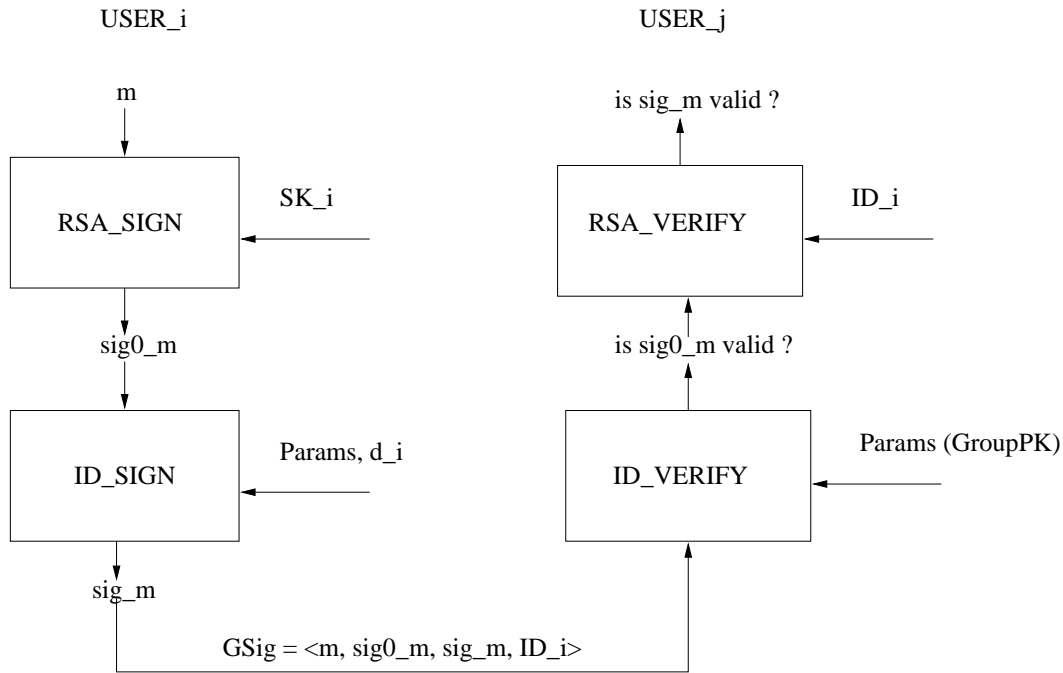 USER_i
USER_j
m
is sig_m valid ?
RSA_SIGN
SK_i
RSA_VERIFY
ID_i
sig0_m
is sig0_m valid ?
ID_SIGN
Params, d_i
ID_VERIFY
Params (GroupPK)
sig_m
GSig = <m, sig0_m, sig_m, ID_i>